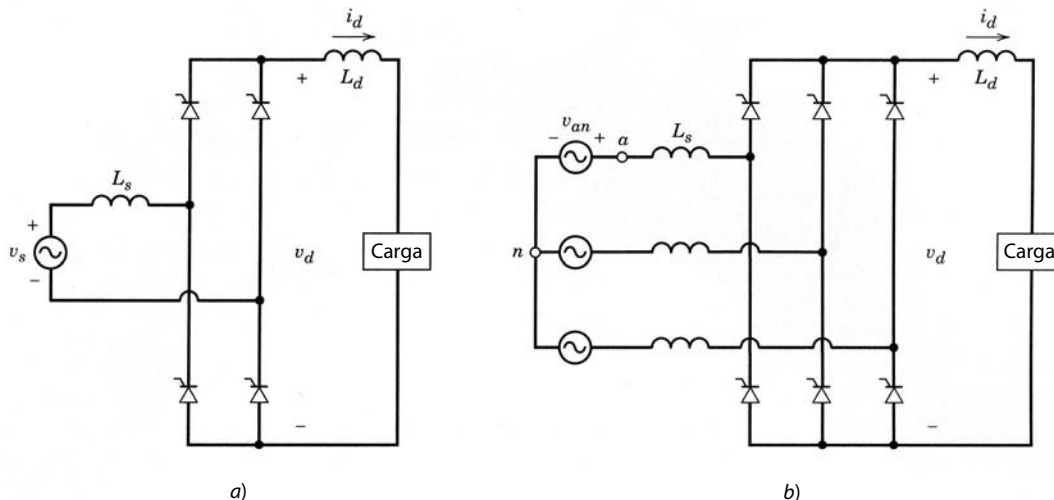 i_d
+
L_d
L_s
+
v_s
−
v_d
Carga
−
a)
i_d
+
L_d
− v_an + a
L_s
n
v_d
Carga
−
b)